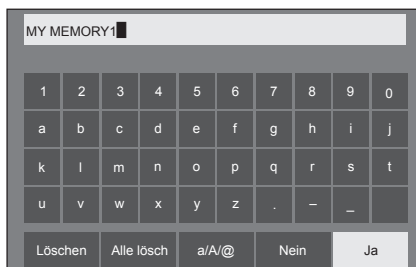 MY MEMORY1
1 2 3 4 5 6 7 8 9 0
a b c d e f g h i j
k l m n o p q r s t
u v w x y z . – _
Löschen Alle lösch a/A/@ Nein Ja